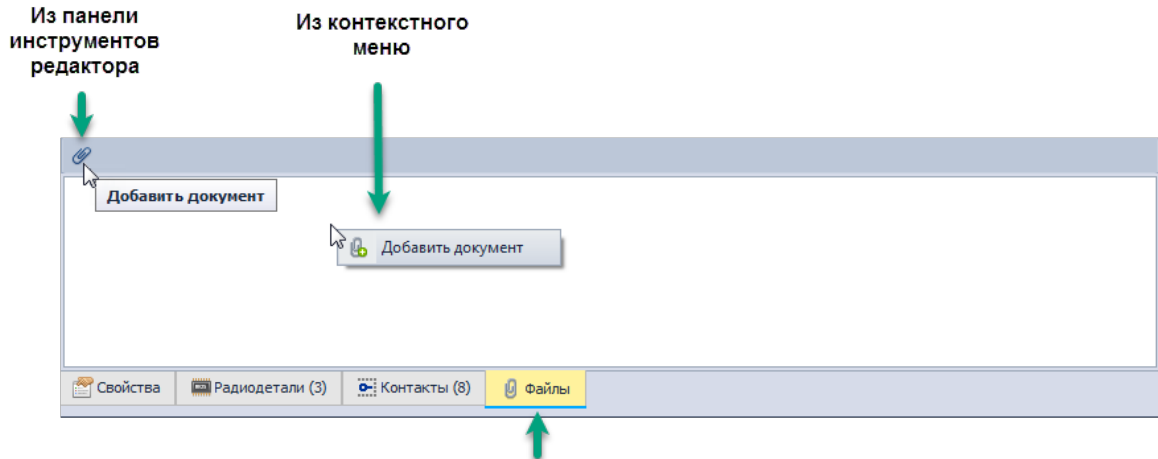 Из панели
инструментов
редактора
Из контекстного
меню
Добавить документ
Добавить документ
Свойства Радиодетали (3) Контакты (8) Файлы